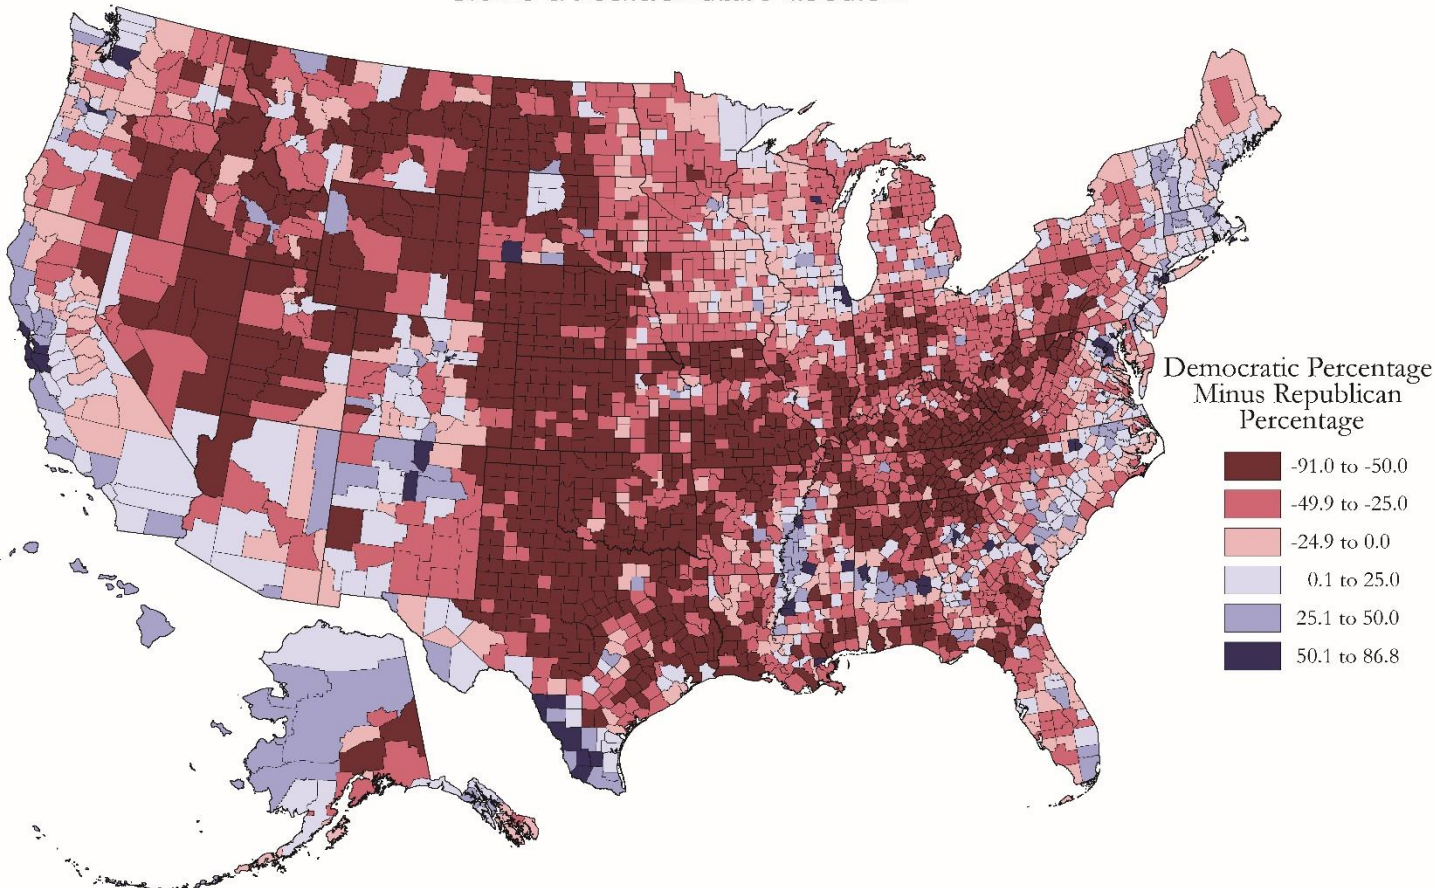 Democratic Percentage
Minus Republican
Percentage
-91.0 to -50.0
-49.9 to -25.0
-24.9 to 0.0
0.1 to 25.0
25.1 to 50.0
50.1 to 86.8